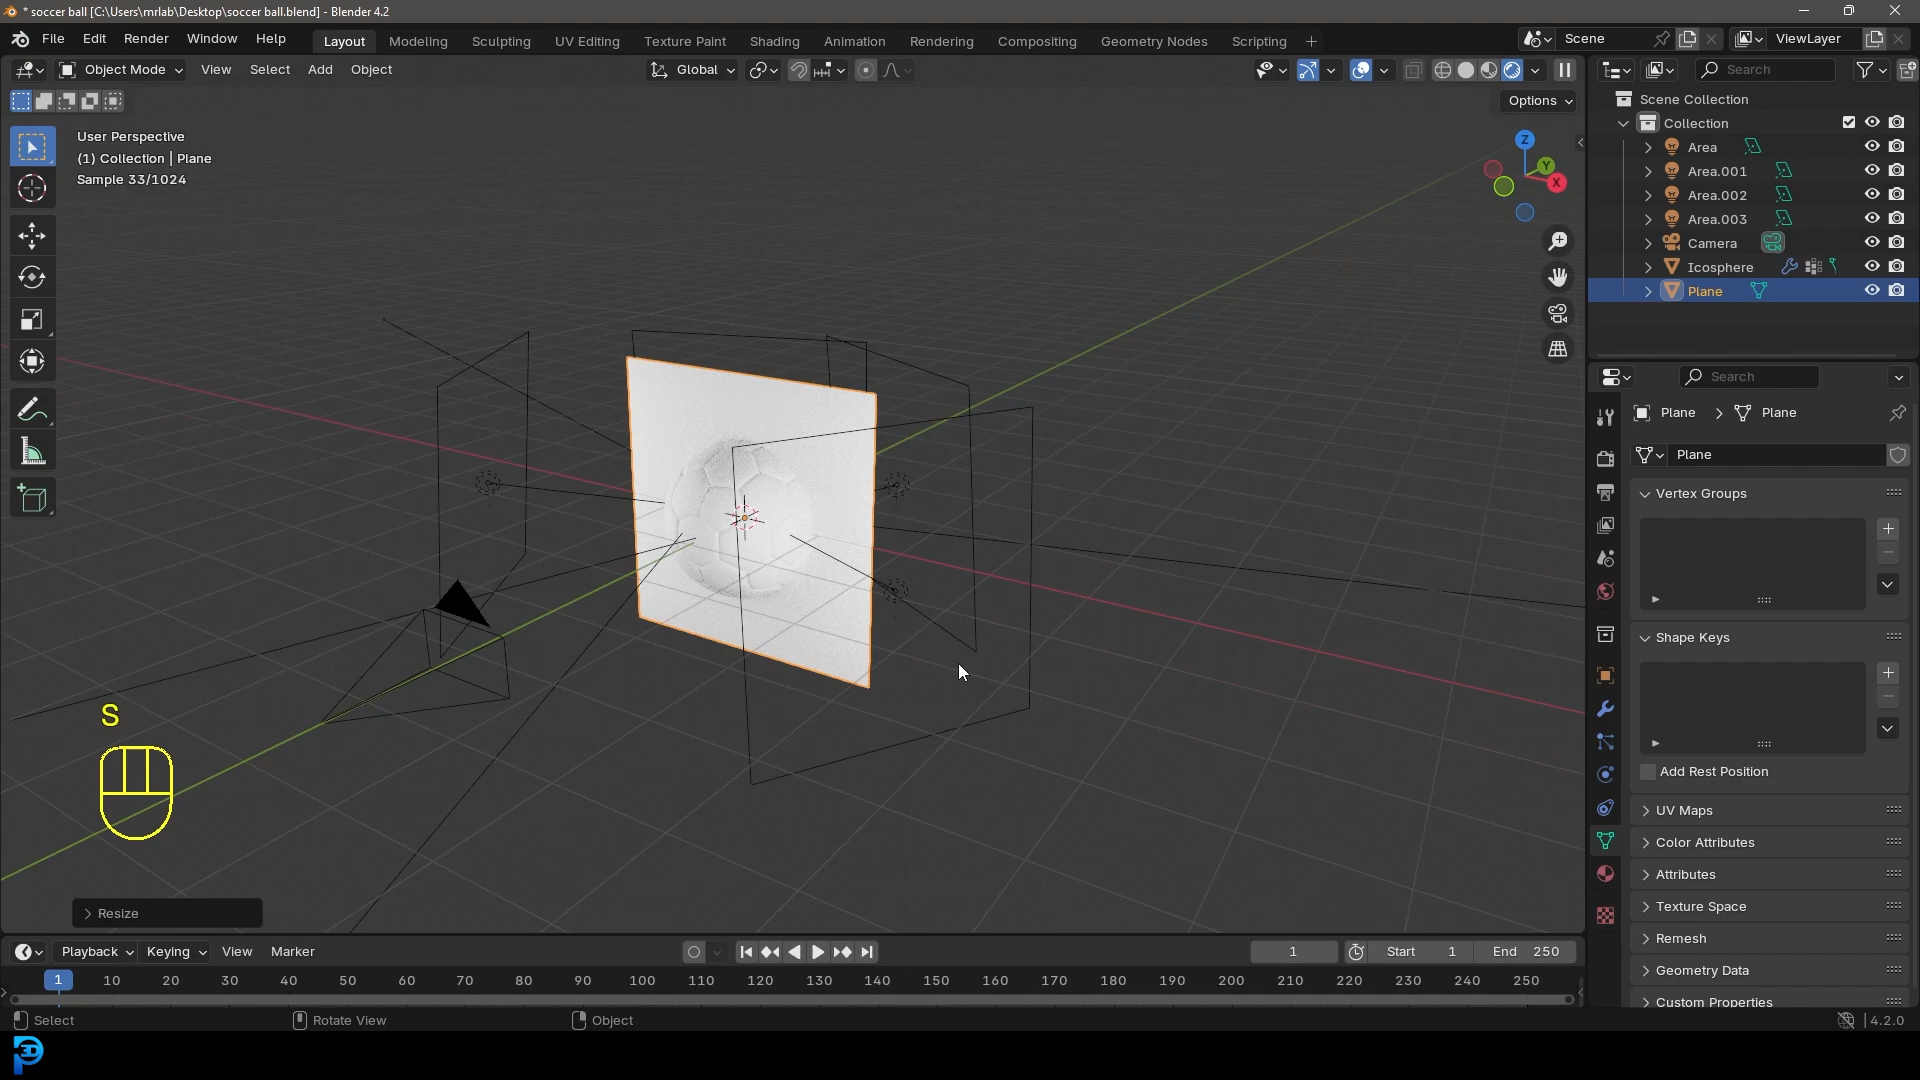 * soccer ball [C:\Users\mrlab\Desktop\soccer ball.blend] - Blender 4.2
File Edit Render Window Help
Layout Modeling Sculpting UV Editing Texture Paint Shading Animation Rendering Compositing Geometry Nodes Scripting +
Scene
ViewLayer
Object Mode View Select Add Object
Global
Search
Options
User Perspective
(1) Collection | Plane
Sample 33/1024
Z
Y
X
Scene Collection
Collection
Area
Area.001
Area.002
Area.003
Camera
Icosphere
Plane
Search
Plane > Plane
Plane
Vertex Groups
Shape Keys
Add Rest Position
UV Maps
Color Attributes
Attributes
Texture Space
Remesh
Geometry Data
Custom Properties
S
Resize
Playback Keying View Marker
1
Start 1
End 250
1 10 20 30 40 50 60 70 80 90 100 110 120 130 140 150 160 170 180 190 200 210 220 230 240 250
Select
Rotate View
Object
4.2.0
3D